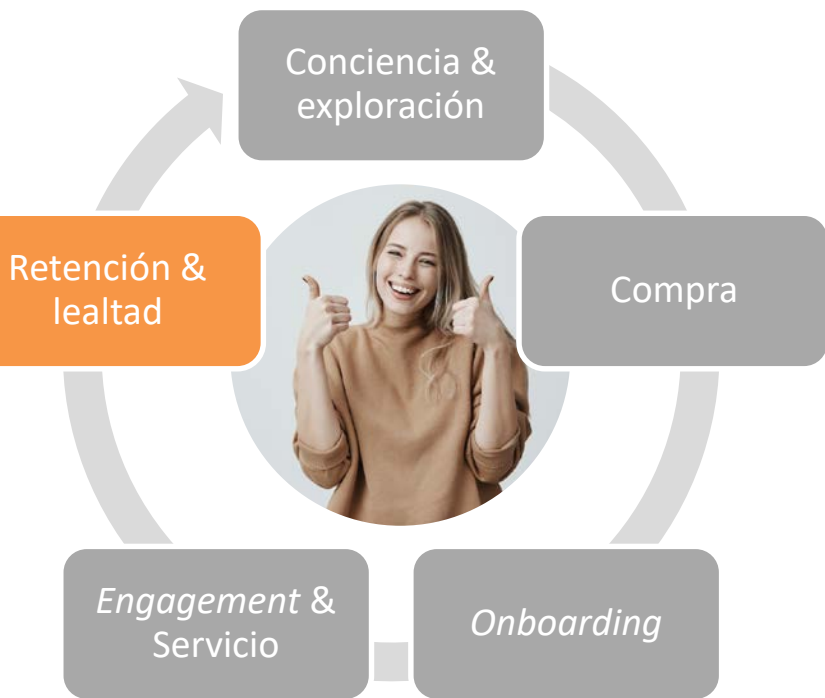 Conciencia &
exploración
Compra
Onboarding
Engagement &
Servicio
Retención &
lealtad